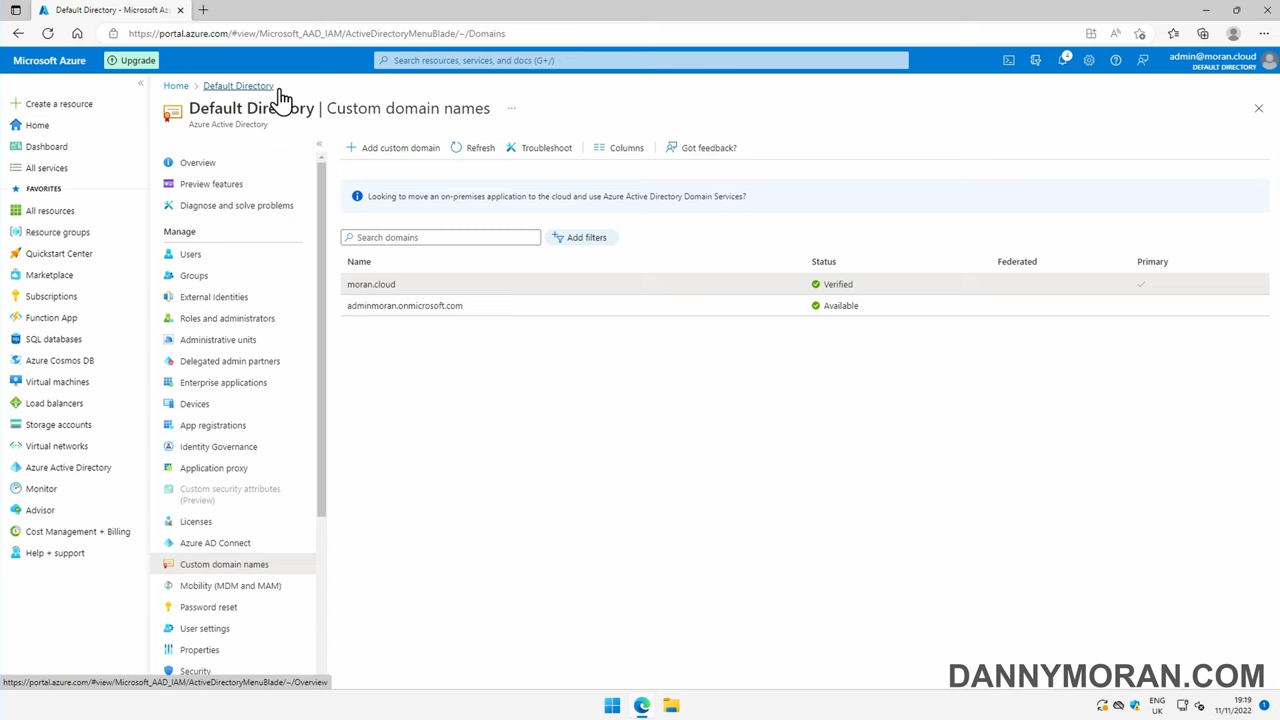 Default Directory - Microsoft Az
https://portal.azure.com/#view/Microsoft_AAD_IAM/ActiveDirectoryMenuBlade/~/Domains
Microsoft Azure
Upgrade
Search resources, services, and docs (G+/)
4
admin@moran.cloud
DEFAULT DIRECTORY
Home > Default Directory
Default Directory | Custom domain names
Azure Active Directory
Create a resource
Home
Dashboard
All services
FAVORITES
All resources
Resource groups
Quickstart Center
Marketplace
Subscriptions
Function App
SQL databases
Azure Cosmos DB
Virtual machines
Load balancers
Storage accounts
Virtual networks
Azure Active Directory
Monitor
Advisor
Cost Management + Billing
Help + support
Overview
Preview features
Diagnose and solve problems
Manage
Users
Groups
External Identities
Roles and administrators
Administrative units
Delegated admin partners
Enterprise applications
Devices
App registrations
Identity Governance
Application proxy
Custom security attributes
(Preview)
Licenses
Azure AD Connect
Custom domain names
Mobility (MDM and MAM)
Password reset
User settings
Properties
Security
Add custom domain Refresh Troubleshoot Columns Got feedback?
Looking to move an on-premises application to the cloud and use Azure Active Directory Domain Services?
Search domains
Add filters
Name Status Federated Primary
moran.cloud Verified
adminmoran.onmicrosoft.com Available
https://portal.azure.com/#view/Microsoft_AAD_IAM/ActiveDirectoryMenuBlade/~/Overview
DANNYMORAN.COM
ENG
UK
19:19
11/11/2022
1